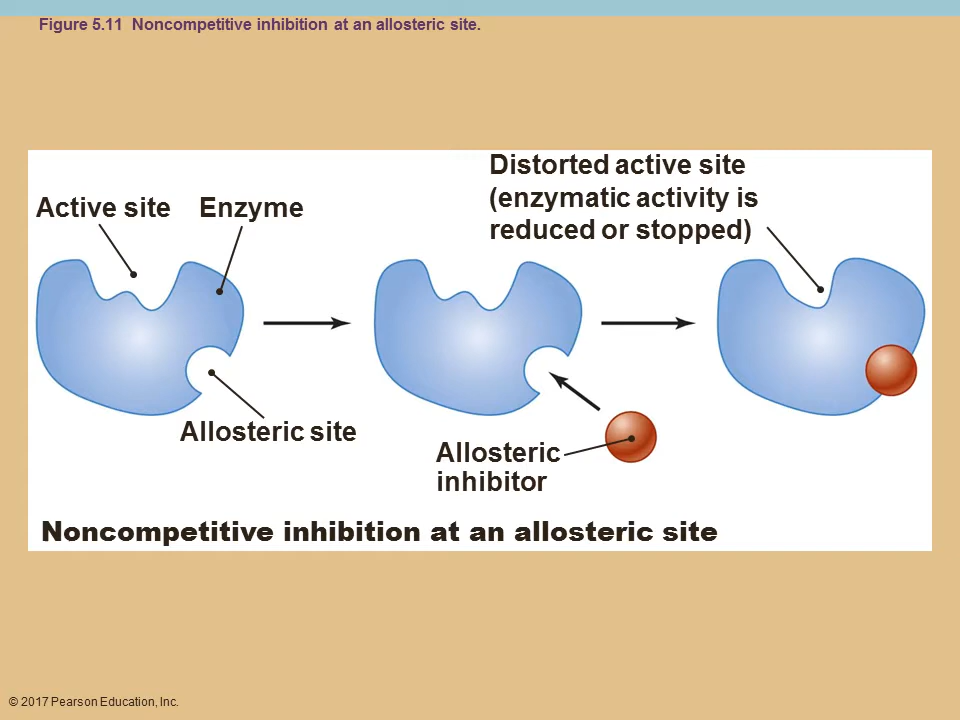 Figure 5.11 Noncompetitive inhibition at an allosteric site.
Active site
Enzyme
Distorted active site
(enzymatic activity is
reduced or stopped)
Allosteric site
Allosteric
inhibitor
Noncompetitive inhibition at an allosteric site
© 2017 Pearson Education, Inc.